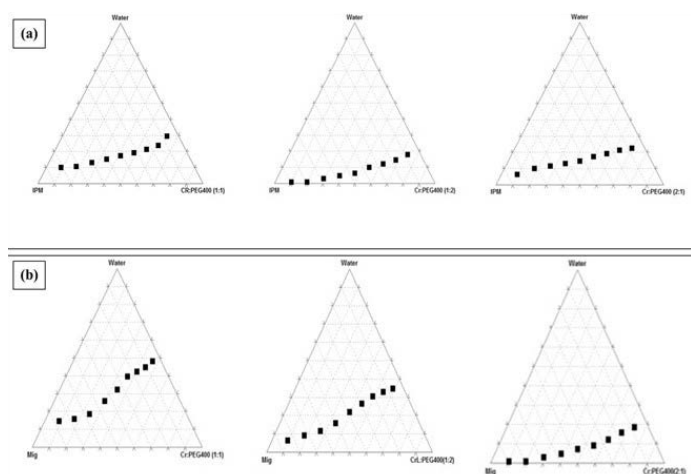 (a)
Water
Water
Water
IPM
CR:PEG400 (1:1)
IPM
Cr:PEG400 (1:2)
IPM
Cr:PEG400 (2:1)
(b)
Water
Water
Water
Mig
Cr:PEG400 (1:1)
Mig
CrL:PEG400(1:2)
Mig
Cr:PEG400(2:1)